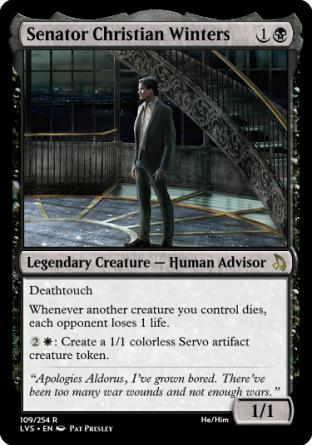 Senator Christian Winters 1
Legendary Creature — Human Advisor
Deathtouch
Whenever another creature you control dies,
each opponent loses 1 life.
2 : Create a 1/1 colorless Servo artifact
creature token.
“Apologies Aldorus, I’ve grown bored. There’ve
been too many war wounds and not enough wars.”
1/1
109/254 R He/Him
LVS • EN PAT PRESLEY